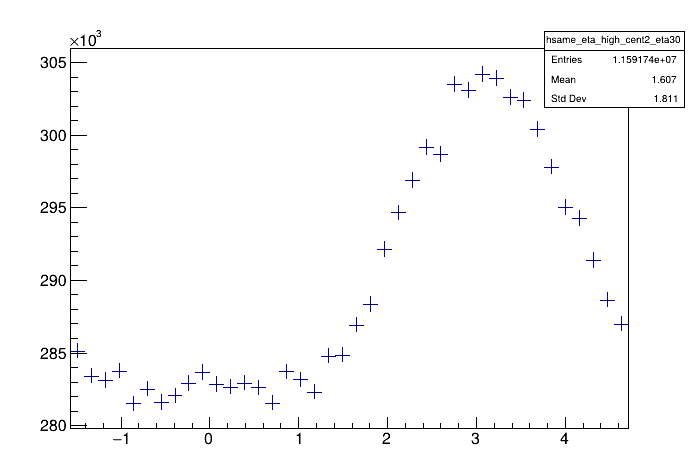 ×10³
hsame_eta_high_cent2_eta30
Entries 1.159174e+07
Mean 1.607
Std Dev 1.811
305
300
295
290
285
280
−1 0 1 2 3 4